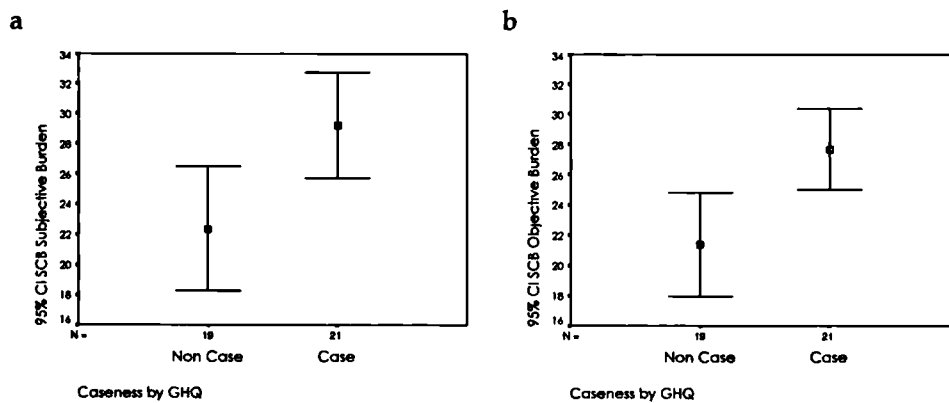 a
95% CI SCB Subjective Burden
34
32
30
28
26
24
22
20
18
16
N =
19
21
Non Case
Case
Caseness by GHQ
b
95% CI SCB Objective Burden
34
32
30
28
26
24
22
20
18
16
N =
19
21
Non Case
Case
Caseness by GHQ